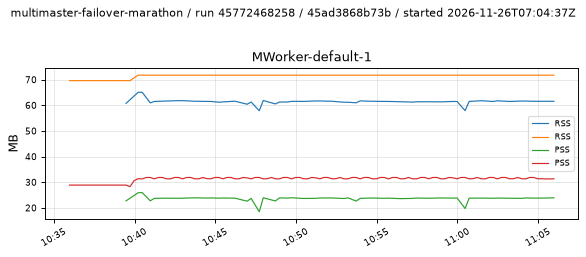 multimaster-failover-marathon / run 45772468258 / 45ad3868b73b / started 2026-11-26T07:04:37Z
MWorker-default-1
MB
70
60
50
40
30
20
RSS
RSS
PSS
PSS
10:35
10:40
10:45
10:50
10:55
11:00
11:05